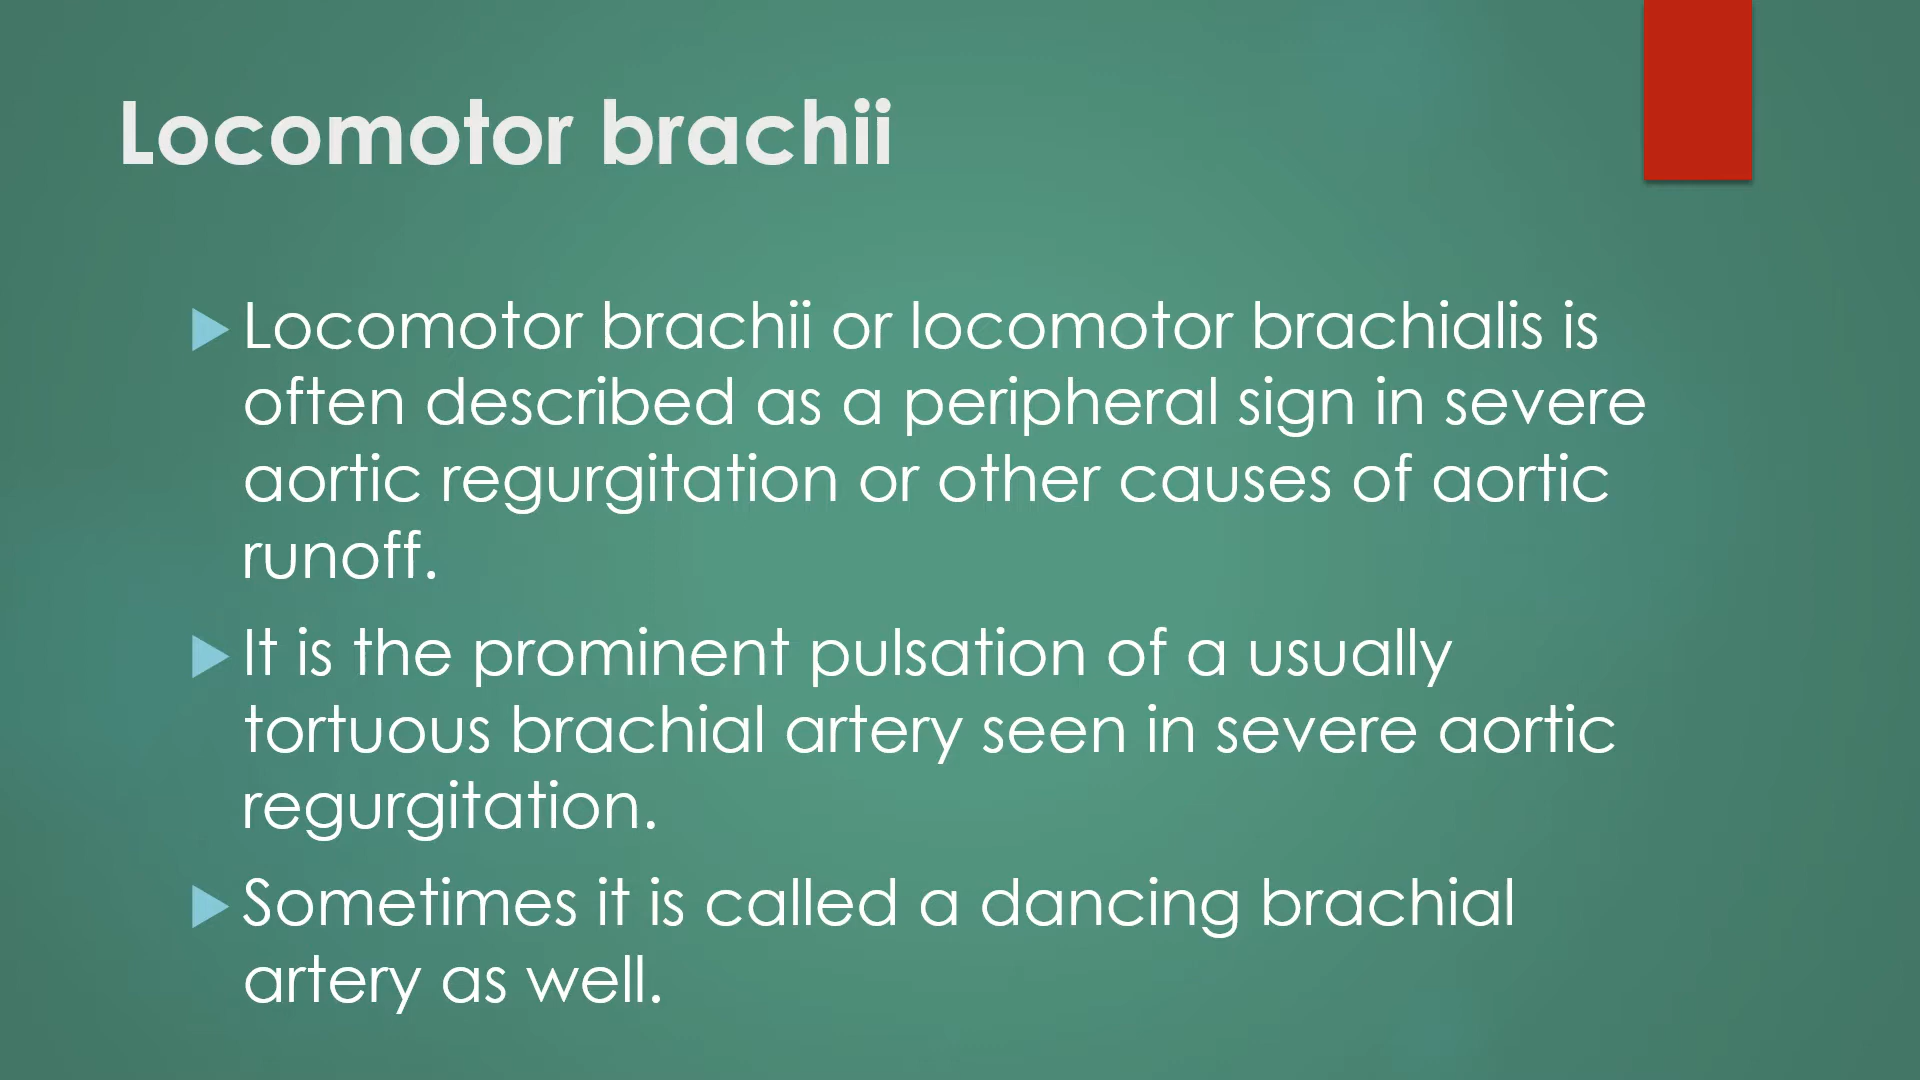 Locomotor brachii
Locomotor brachii or locomotor brachialis is
often described as a peripheral sign in severe
aortic regurgitation or other causes of aortic
runoff.
It is the prominent pulsation of a usually
tortuous brachial artery seen in severe aortic
regurgitation.
Sometimes it is called a dancing brachial
artery as well.